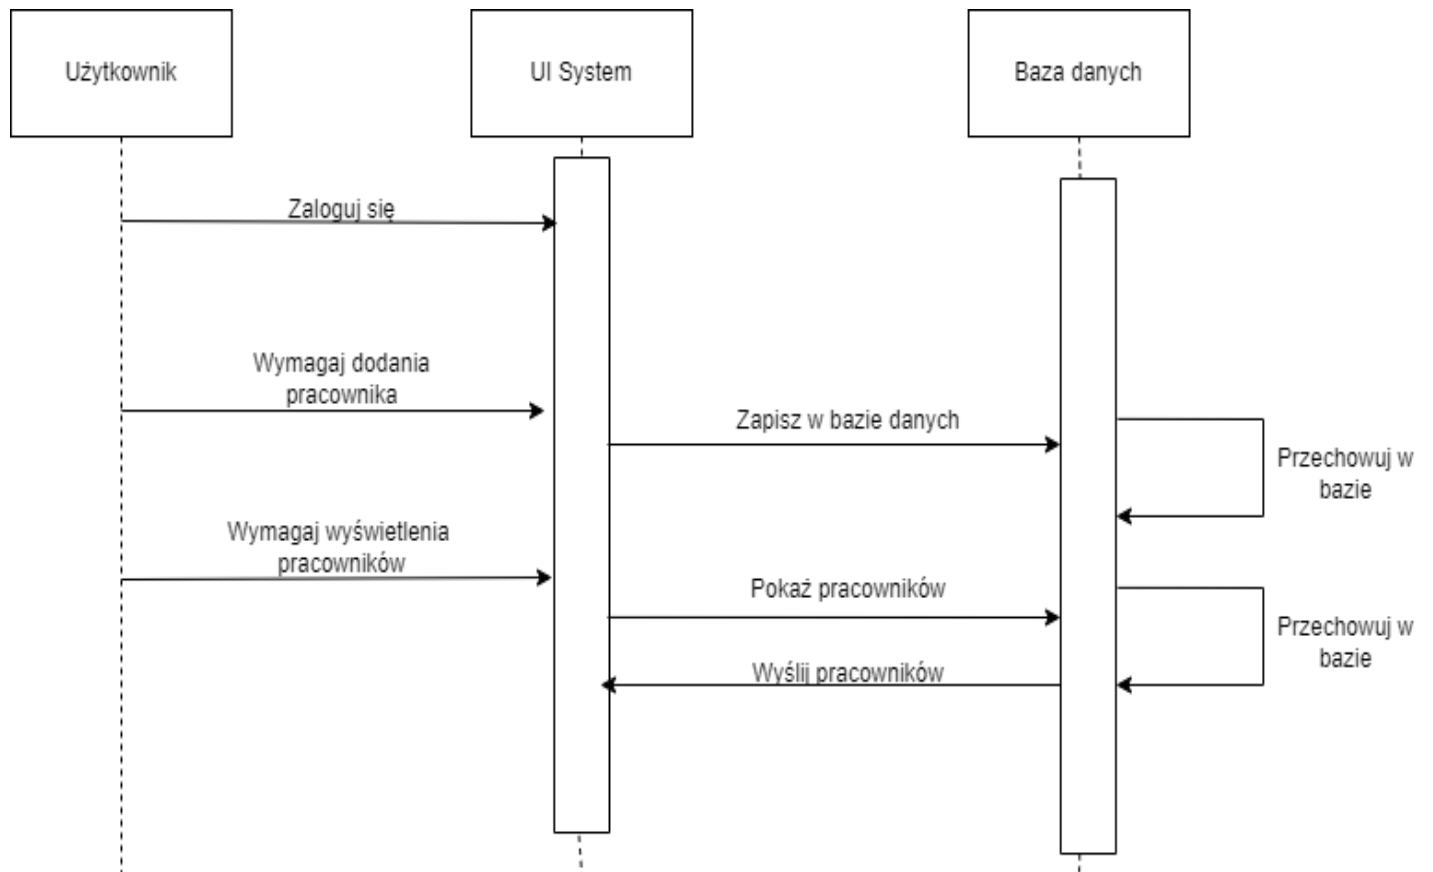 Użytkownik
UI System
Baza danych
Zaloguj się
Wymagaj dodania
pracownika
Zapisz w bazie danych
Przechowuj w
bazie
Wymagaj wyświetlenia
pracowników
Pokaż pracowników
Przechowuj w
bazie
Wyślij pracowników